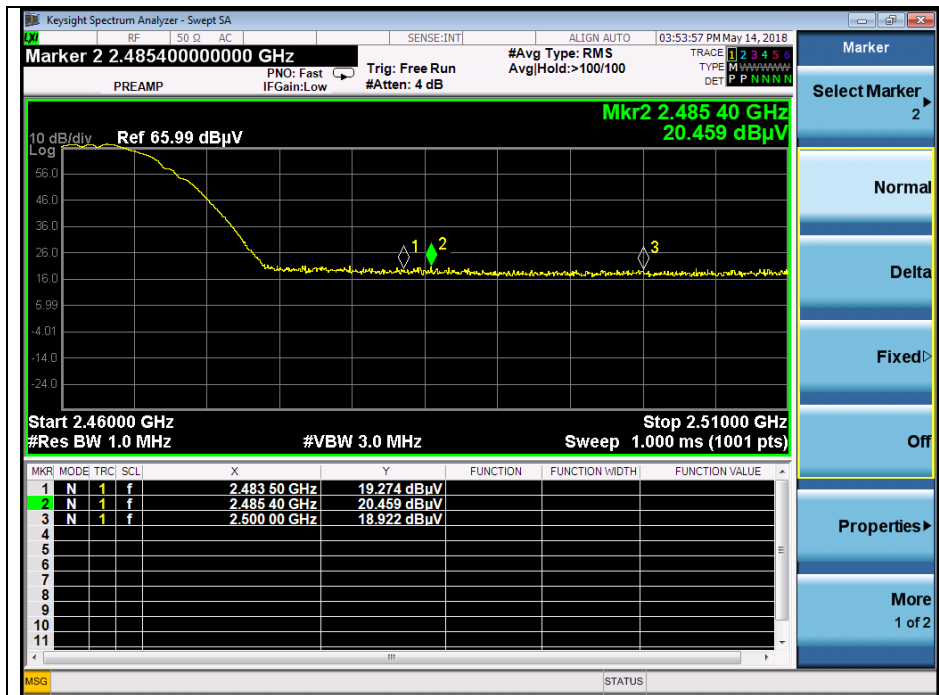 Keysight Spectrum Analyzer - Swept SA
LXI RF 50 Ω AC SENSE:INT ALIGN AUTO 03:53:57 PM May 14, 2018
Marker 2 2.485400000000 GHz
PREAMP
PNO: Fast
IFGain:Low
Trig: Free Run
#Atten: 4 dB
#Avg Type: RMS
Avg|Hold:>100/100
TRACE 1 2 3 4 5 6
TYPE M W W W W W
DET P P N N N N
Mkr2 2.485 40 GHz
20.459 dBµV
10 dB/div Ref 65.99 dBµV
Log
56.0
46.0
36.0
26.0
16.0
5.99
-4.01
-14.0
-24.0
1
2
3
Start 2.46000 GHz Stop 2.51000 GHz
#Res BW 1.0 MHz #VBW 3.0 MHz Sweep 1.000 ms (1001 pts)
MKR MODE TRC SCL X Y FUNCTION FUNCTION WIDTH FUNCTION VALUE
1 N 1 f 2.483 50 GHz 19.274 dBµV
2 N 1 f 2.485 40 GHz 20.459 dBµV
3 N 1 f 2.500 00 GHz 18.922 dBµV
4
5
6
7
8
9
10
11
MSG STATUS
Marker
Select Marker
2
Normal
Delta
Fixed
Off
Properties
More
1 of 2